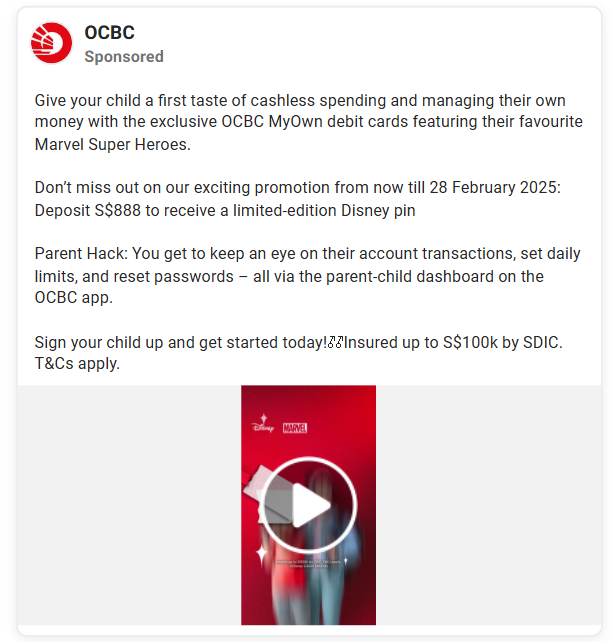 OCBC
Sponsored
Give your child a first taste of cashless spending and managing their own
money with the exclusive OCBC MyOwn debit cards featuring their favourite
Marvel Super Heroes.
Don’t miss out on our exciting promotion from now till 28 February 2025:
Deposit S$888 to receive a limited-edition Disney pin
Parent Hack: You get to keep an eye on their account transactions, set daily
limits, and reset passwords – all via the parent-child dashboard on the
OCBC app.
Sign your child up and get started today!Insured up to S$100k by SDIC.
T&Cs apply.
Disney MARVEL